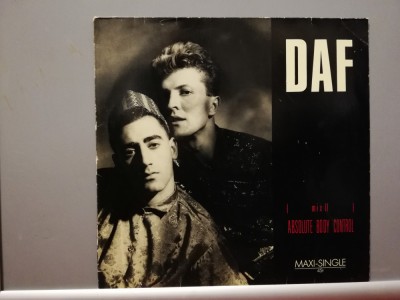 DAF
ABSOLUTE BODY CONTROL
MAXI-SINGLE